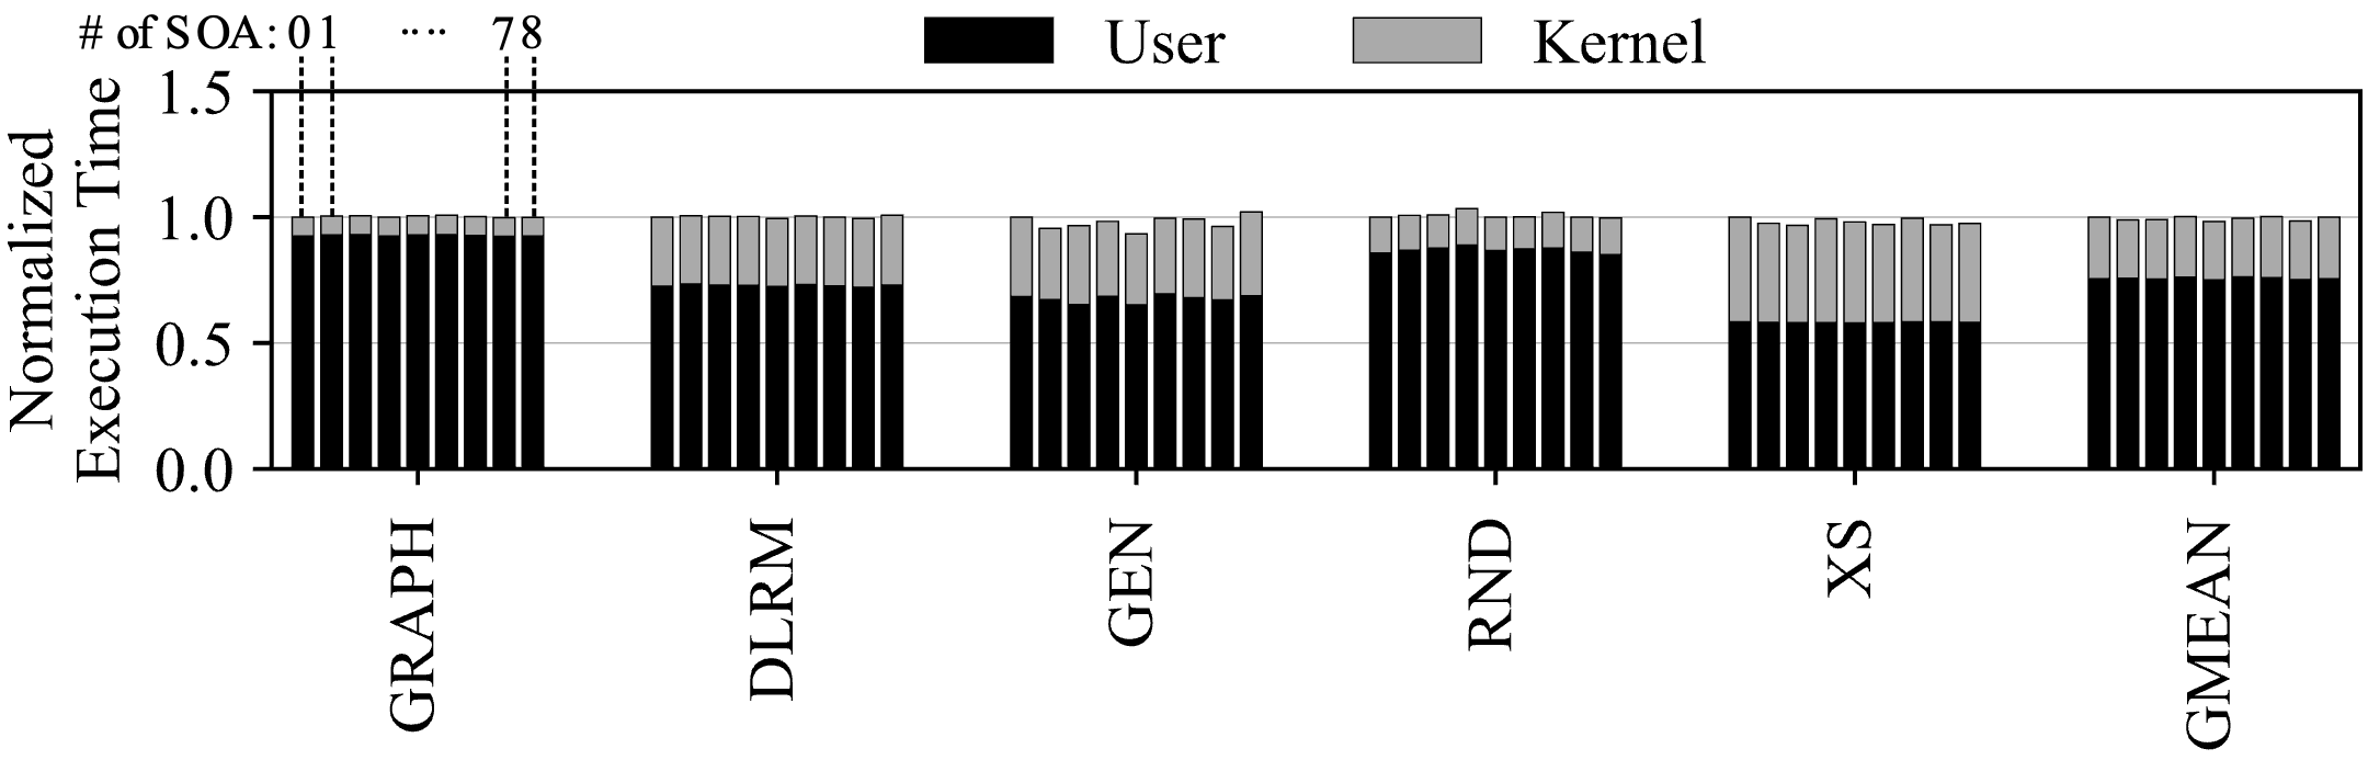 # of SOA: 0 1 ···· 7 8
User
Kernel
Normalized
Execution Time
1.5
1.0
0.5
0.0
GRAPH
DLRM
GEN
RND
XS
GMEAN